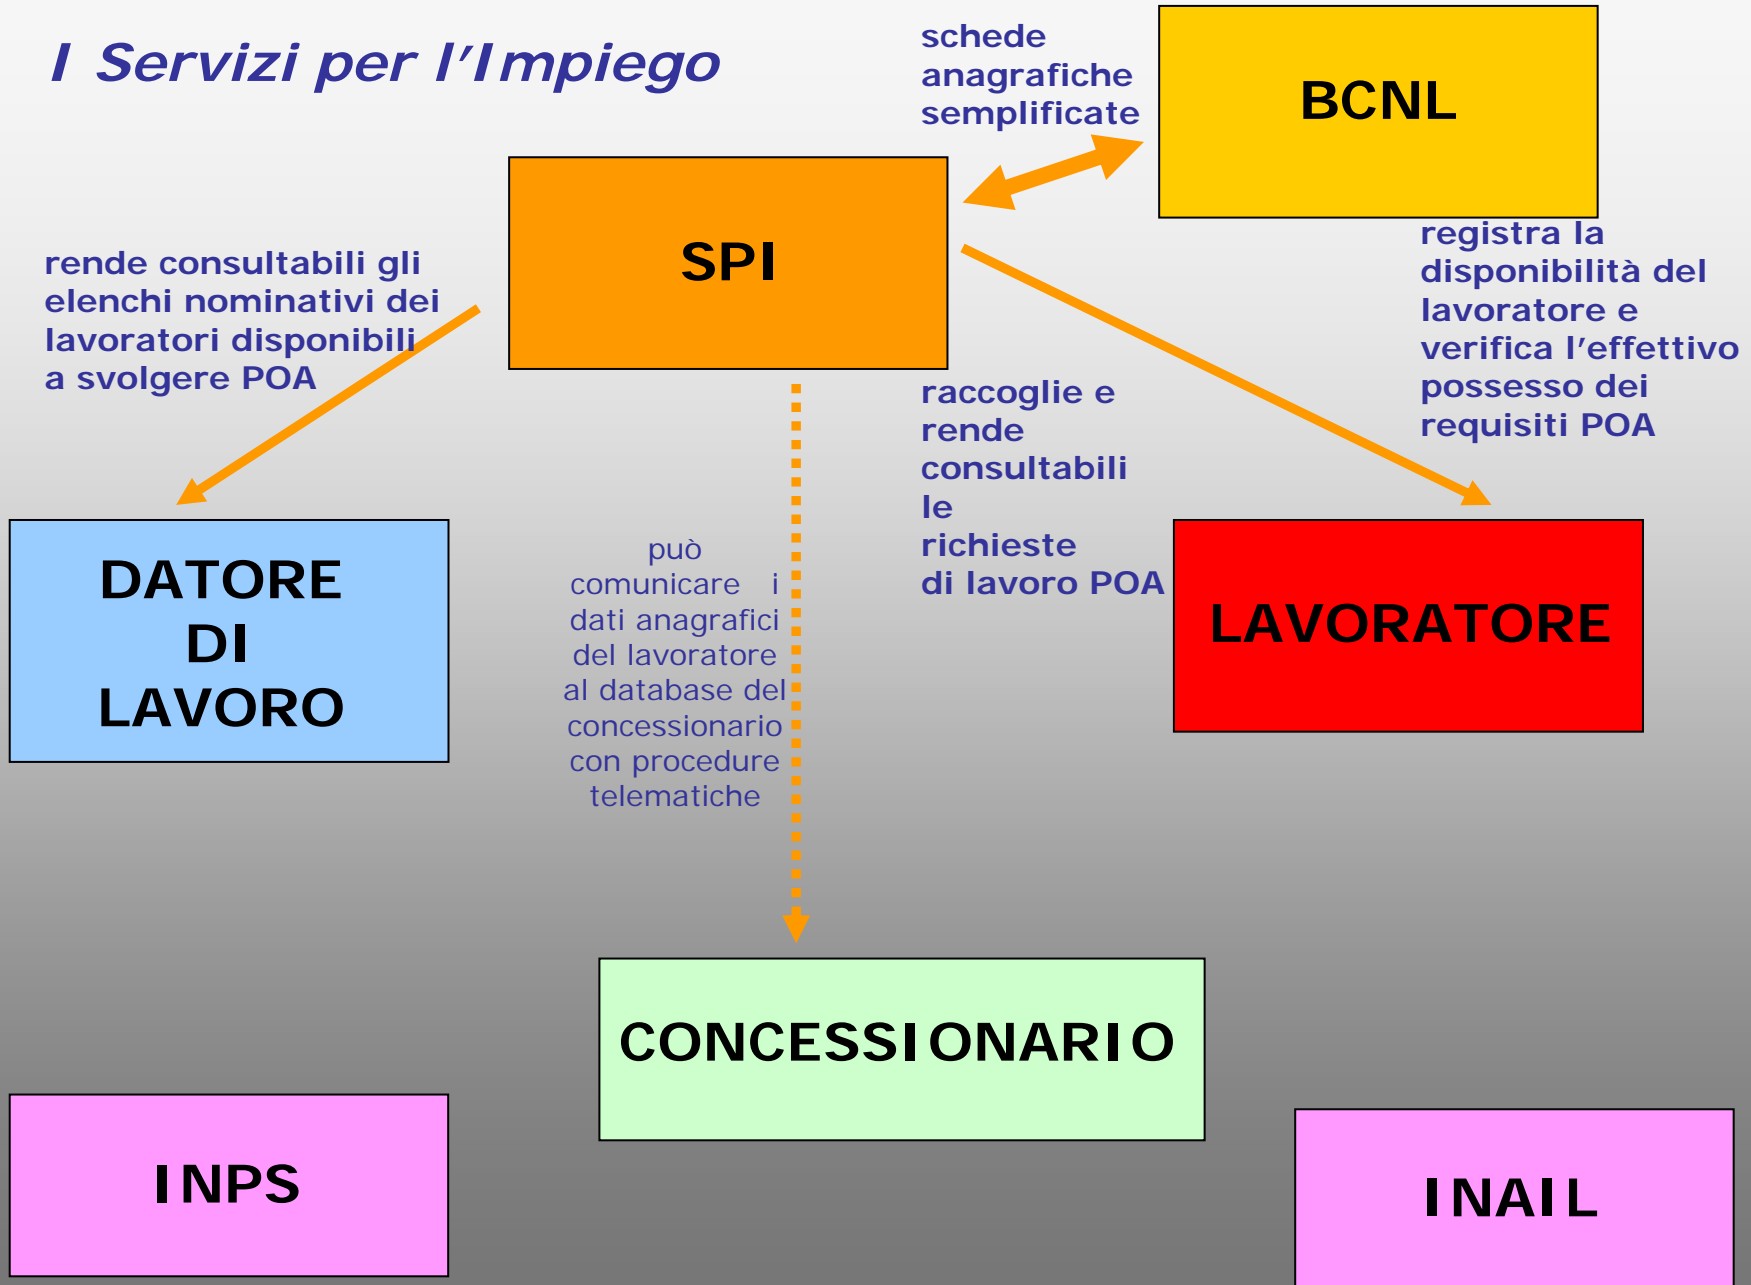 I Servizi per l'Impiego
schede
anagrafiche
semplificate
BCNL
SPI
rende consultabili gli
elenchi nominativi dei
lavoratori disponibili
a svolgere POA
registra la
disponibilità del
lavoratore e
verifica l'effettivo
possesso dei
requisiti POA
raccoglie e
rende
consultabili
le
richieste
di lavoro POA
DATORE
DI
LAVORO
può
comunicare i
dati anagrafici
del lavoratore
al database del
concessionario
con procedure
telematiche
LAVORATORE
CONCESSIONARIO
INPS
INAIL